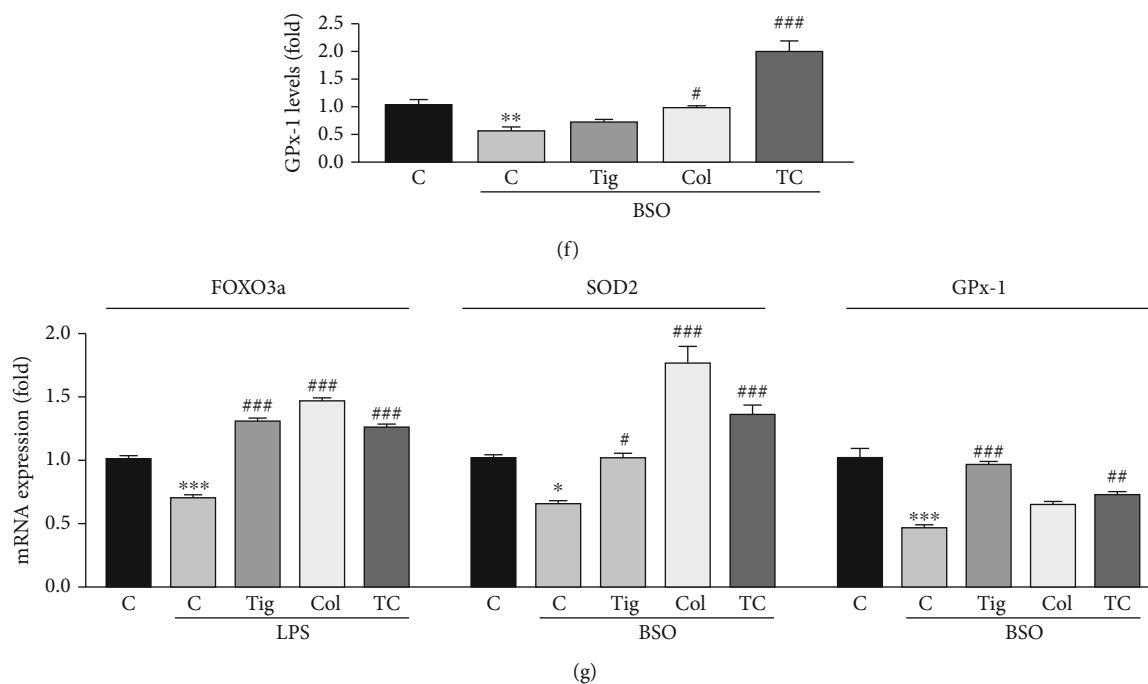 GPx-1 levels (fold)
2.5
2.0
1.5
1.0
0.5
0.0
**
#
###
C
C
Tig
Col
TC
BSO
(f)
FOXO3a
SOD2
GPx-1
mRNA expression (fold)
2.0
1.5
1.0
0.5
0.0
***
###
###
###
*
#
###
###
***
###
##
C
C
Tig
Col
TC
C
C
Tig
Col
TC
C
C
Tig
Col
TC
LPS
BSO
BSO
(g)